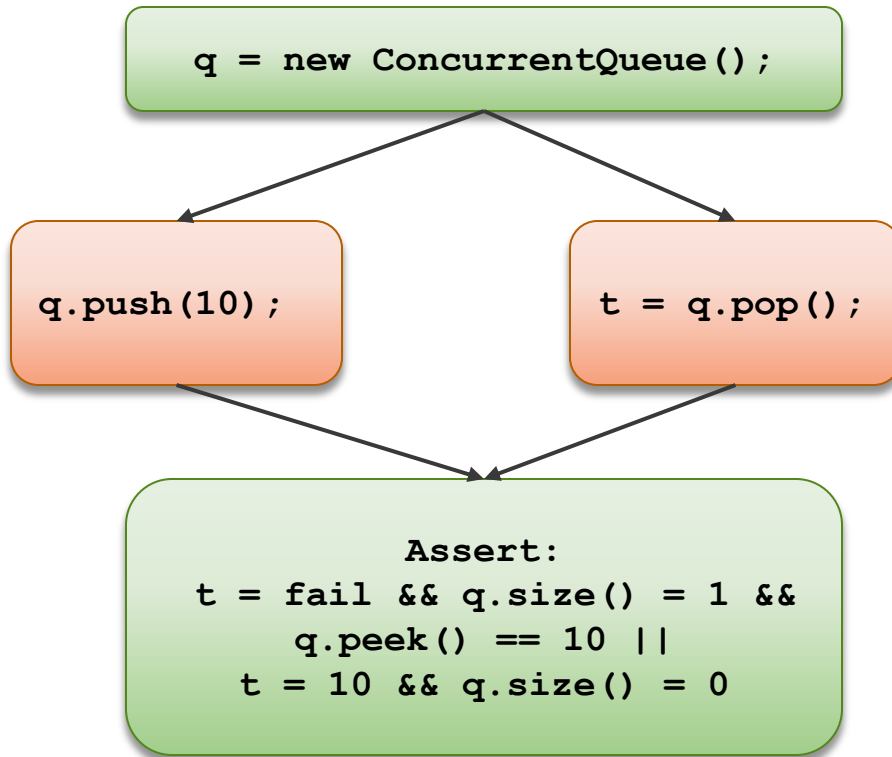 q = new ConcurrentQueue();
q.push(10);
t = q.pop();
Assert:
t = fail && q.size() = 1 &&
q.peek() == 10 ||
t = 10 && q.size() = 0